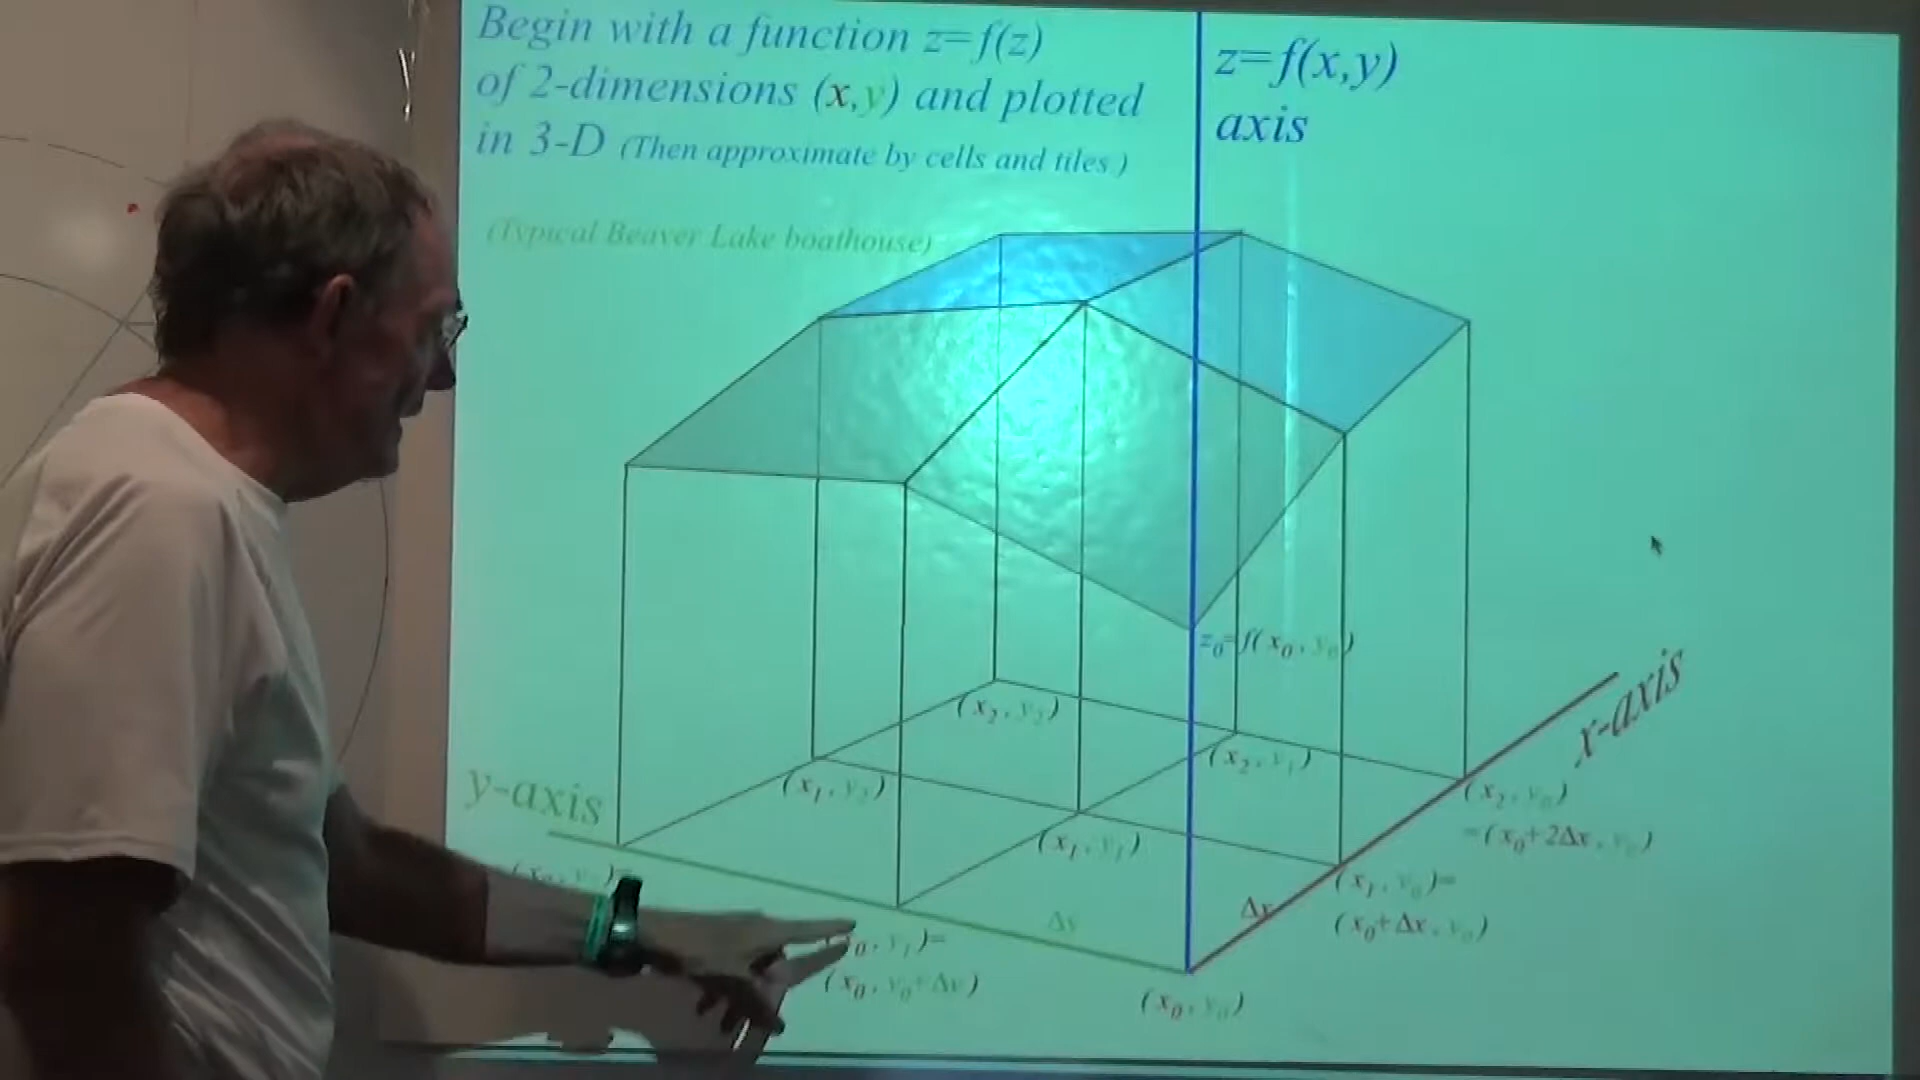 Begin with a function z=f(z)
of 2-dimensions (x,y) and plotted
in 3-D (Then approximate by cells and tiles )
z=f(x,y)
axis
(Typical Beaver Lake boathouse)
z₀=f( x₀ , y₀ )
x-axis
(x₂ , y₂)
(x₂ , y₁)
(x₁ , y₂)
(x₂ , y₀)
=(x₀+2Δx , y₀)
y-axis
(x₁ , y₁)
(x₁ , y₀)=
(x₀+Δx , y₀)
Δx
Δy
₀ , y₁)=
(x₀ , y₀+Δy)
(x₀ , y₀)